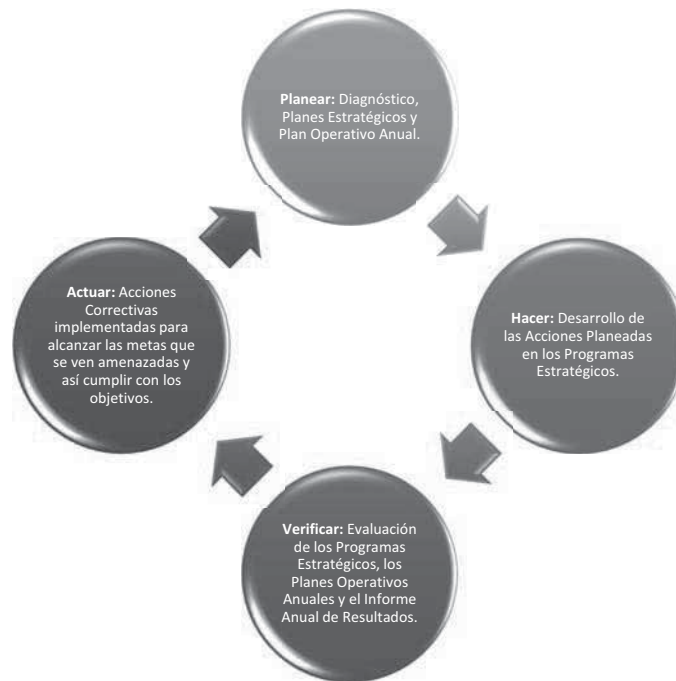 Planear: Diagnóstico,
Planes Estratégicos y
Plan Operativo Anual.
Hacer: Desarrollo de
las Acciones Planeadas
en los Programas
Estratégicos.
Verificar: Evaluación
de los Programas
Estratégicos, los
Planes Operativos
Anuales y el Informe
Anual de Resultados.
Actuar: Acciones
Correctivas
implementadas para
alcanzar las metas que
se ven amenazadas y
así cumplir con los
objetivos.